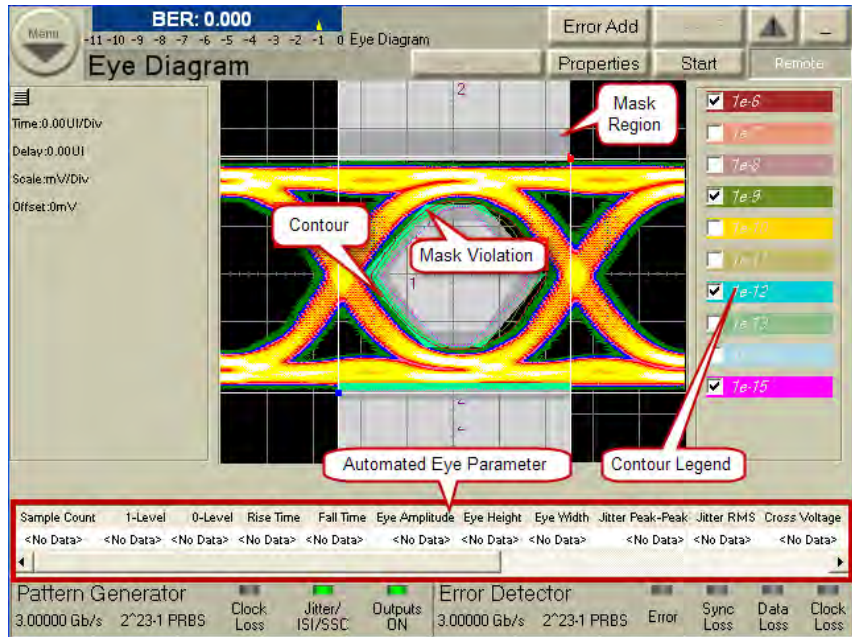 Menu
BER: 0.000
-11 -10 -9 -8 -7 -6 -5 -4 -3 -2 -1 0 Eye Diagram
Error Add
Eye Diagram
Properties
Start
Remote
Time:0.00UI/Div
Delay:0.00UI
Scale:mV/Div
Offset:0mV
2
Mask Region
Contour
Mask Violation
1
Automated Eye Parameter
Contour Legend
1e-6
1e-7
1e-8
1e-9
1e-10
1e-11
1e-12
1e-13
1e-15
Sample Count 1-Level 0-Level Rise Time Fall Time Eye Amplitude Eye Height Eye Width Jitter Peak-Peak Jitter RMS Cross Voltage
<No Data> <No Data> <No Data> <No Data> <No Data> <No Data> <No Data> <No Data> <No Data> <No Data> <No Data>
Pattern Generator
3.00000 Gb/s 2^23-1 PRBS
Clock Loss
Jitter/ ISI/SSC
Outputs ON
Error Detector
3.00000 Gb/s 2^23-1 PRBS
Error
Sync Loss
Data Loss
Clock Loss